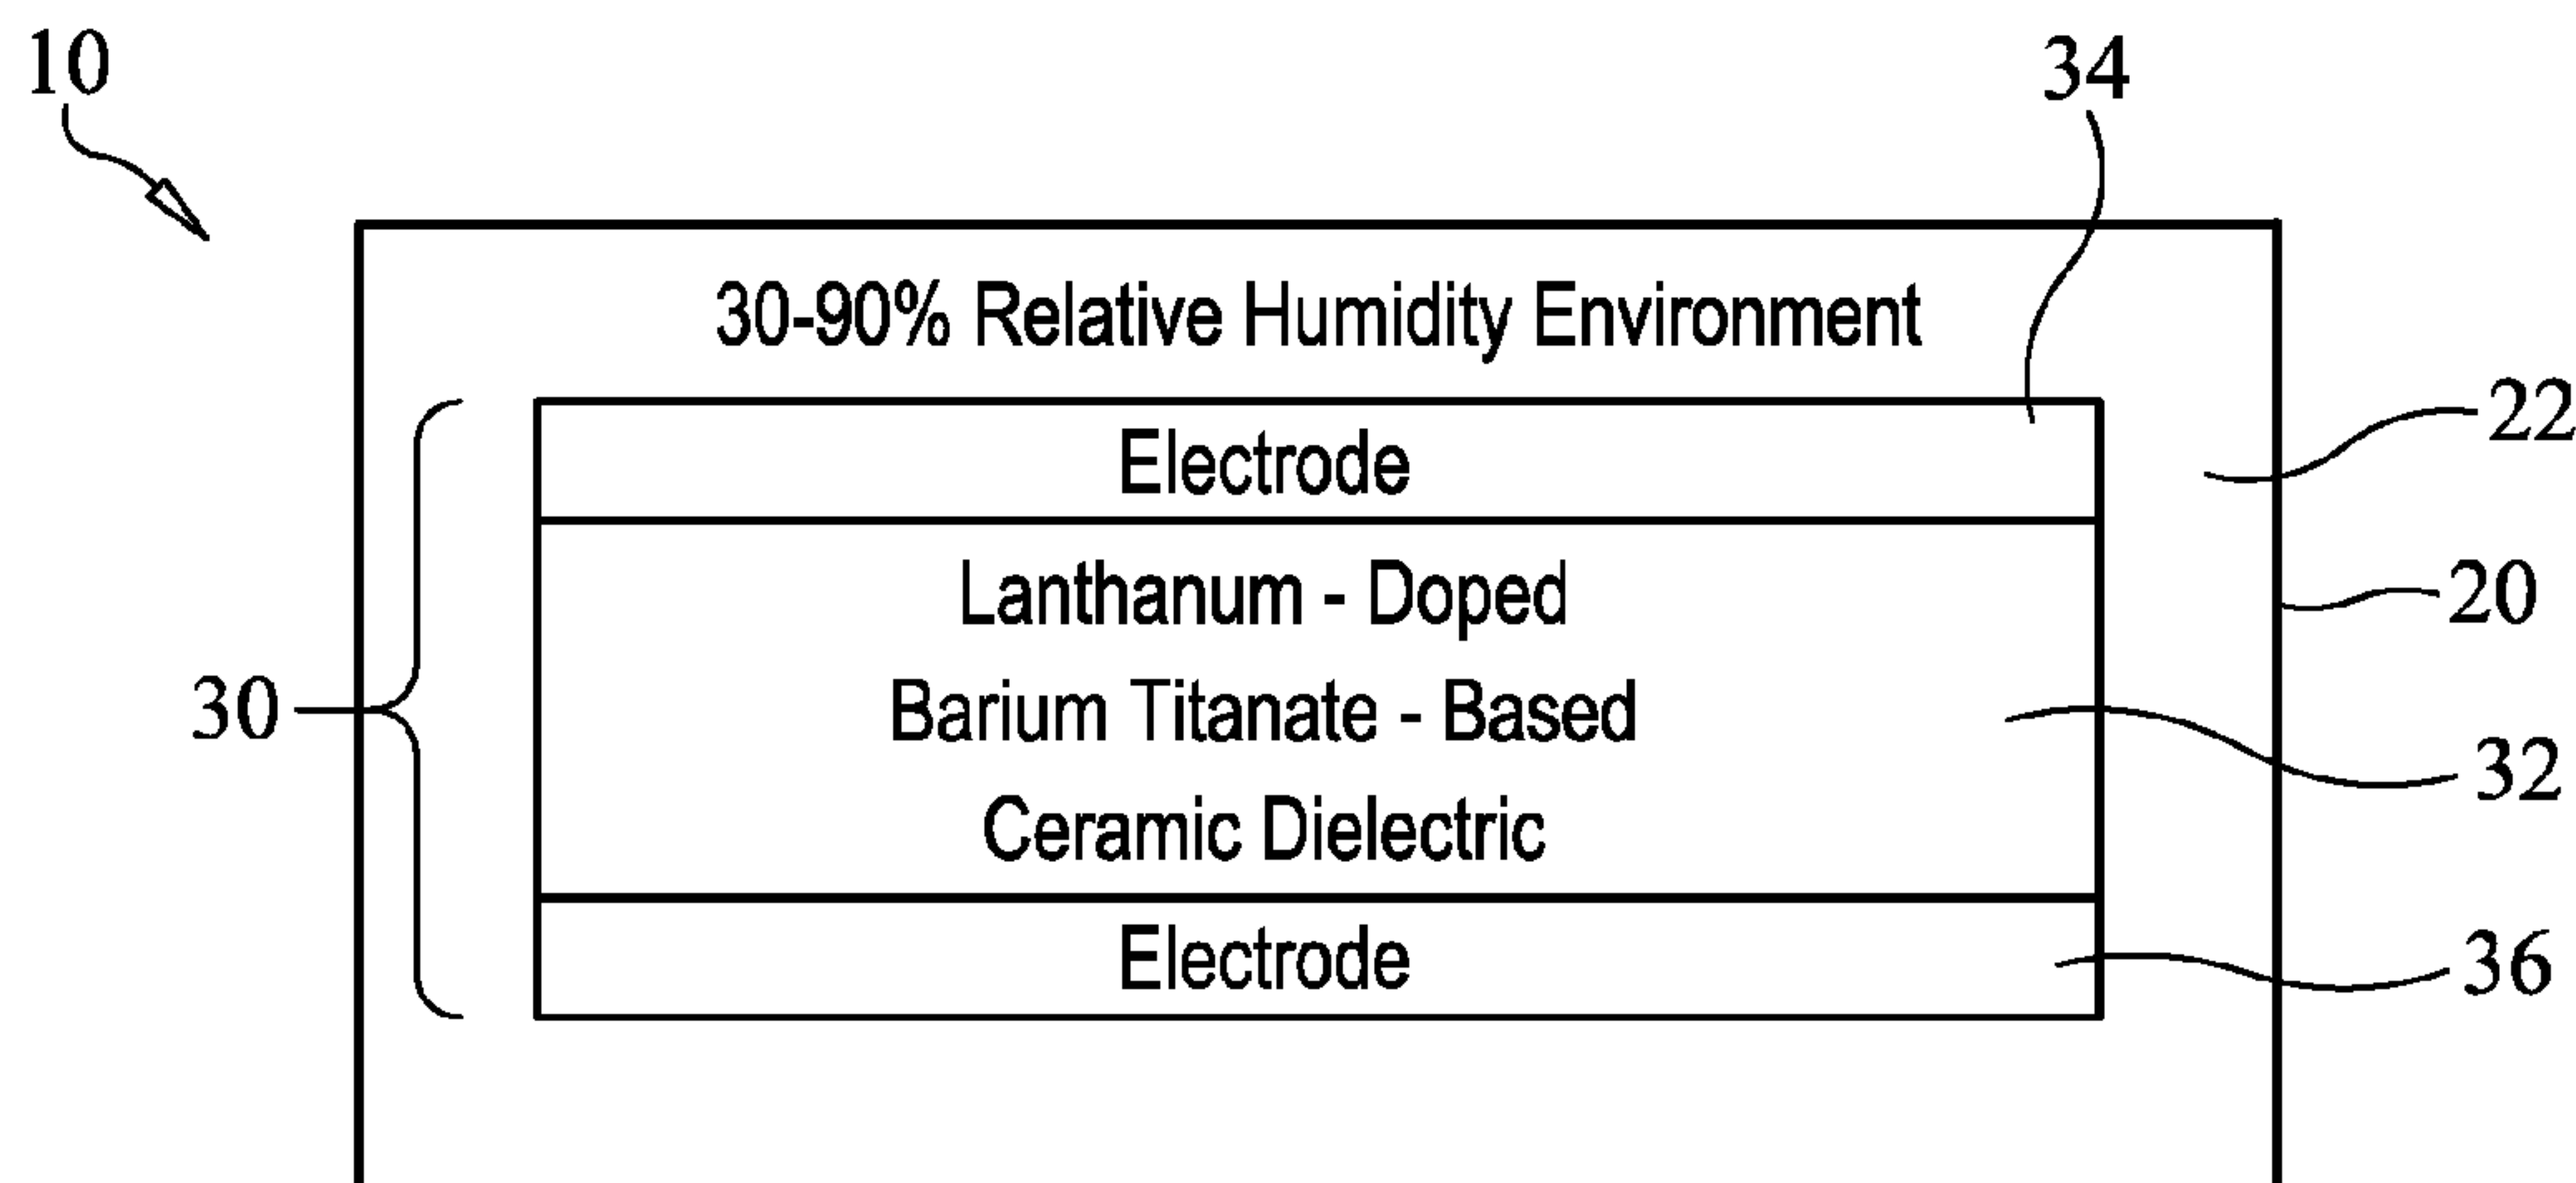 10
34
30-90% Relative Humidity Environment
22
Electrode
20
Lanthanum - Doped
30
Barium Titanate - Based
32
Ceramic Dielectric
36
Electrode